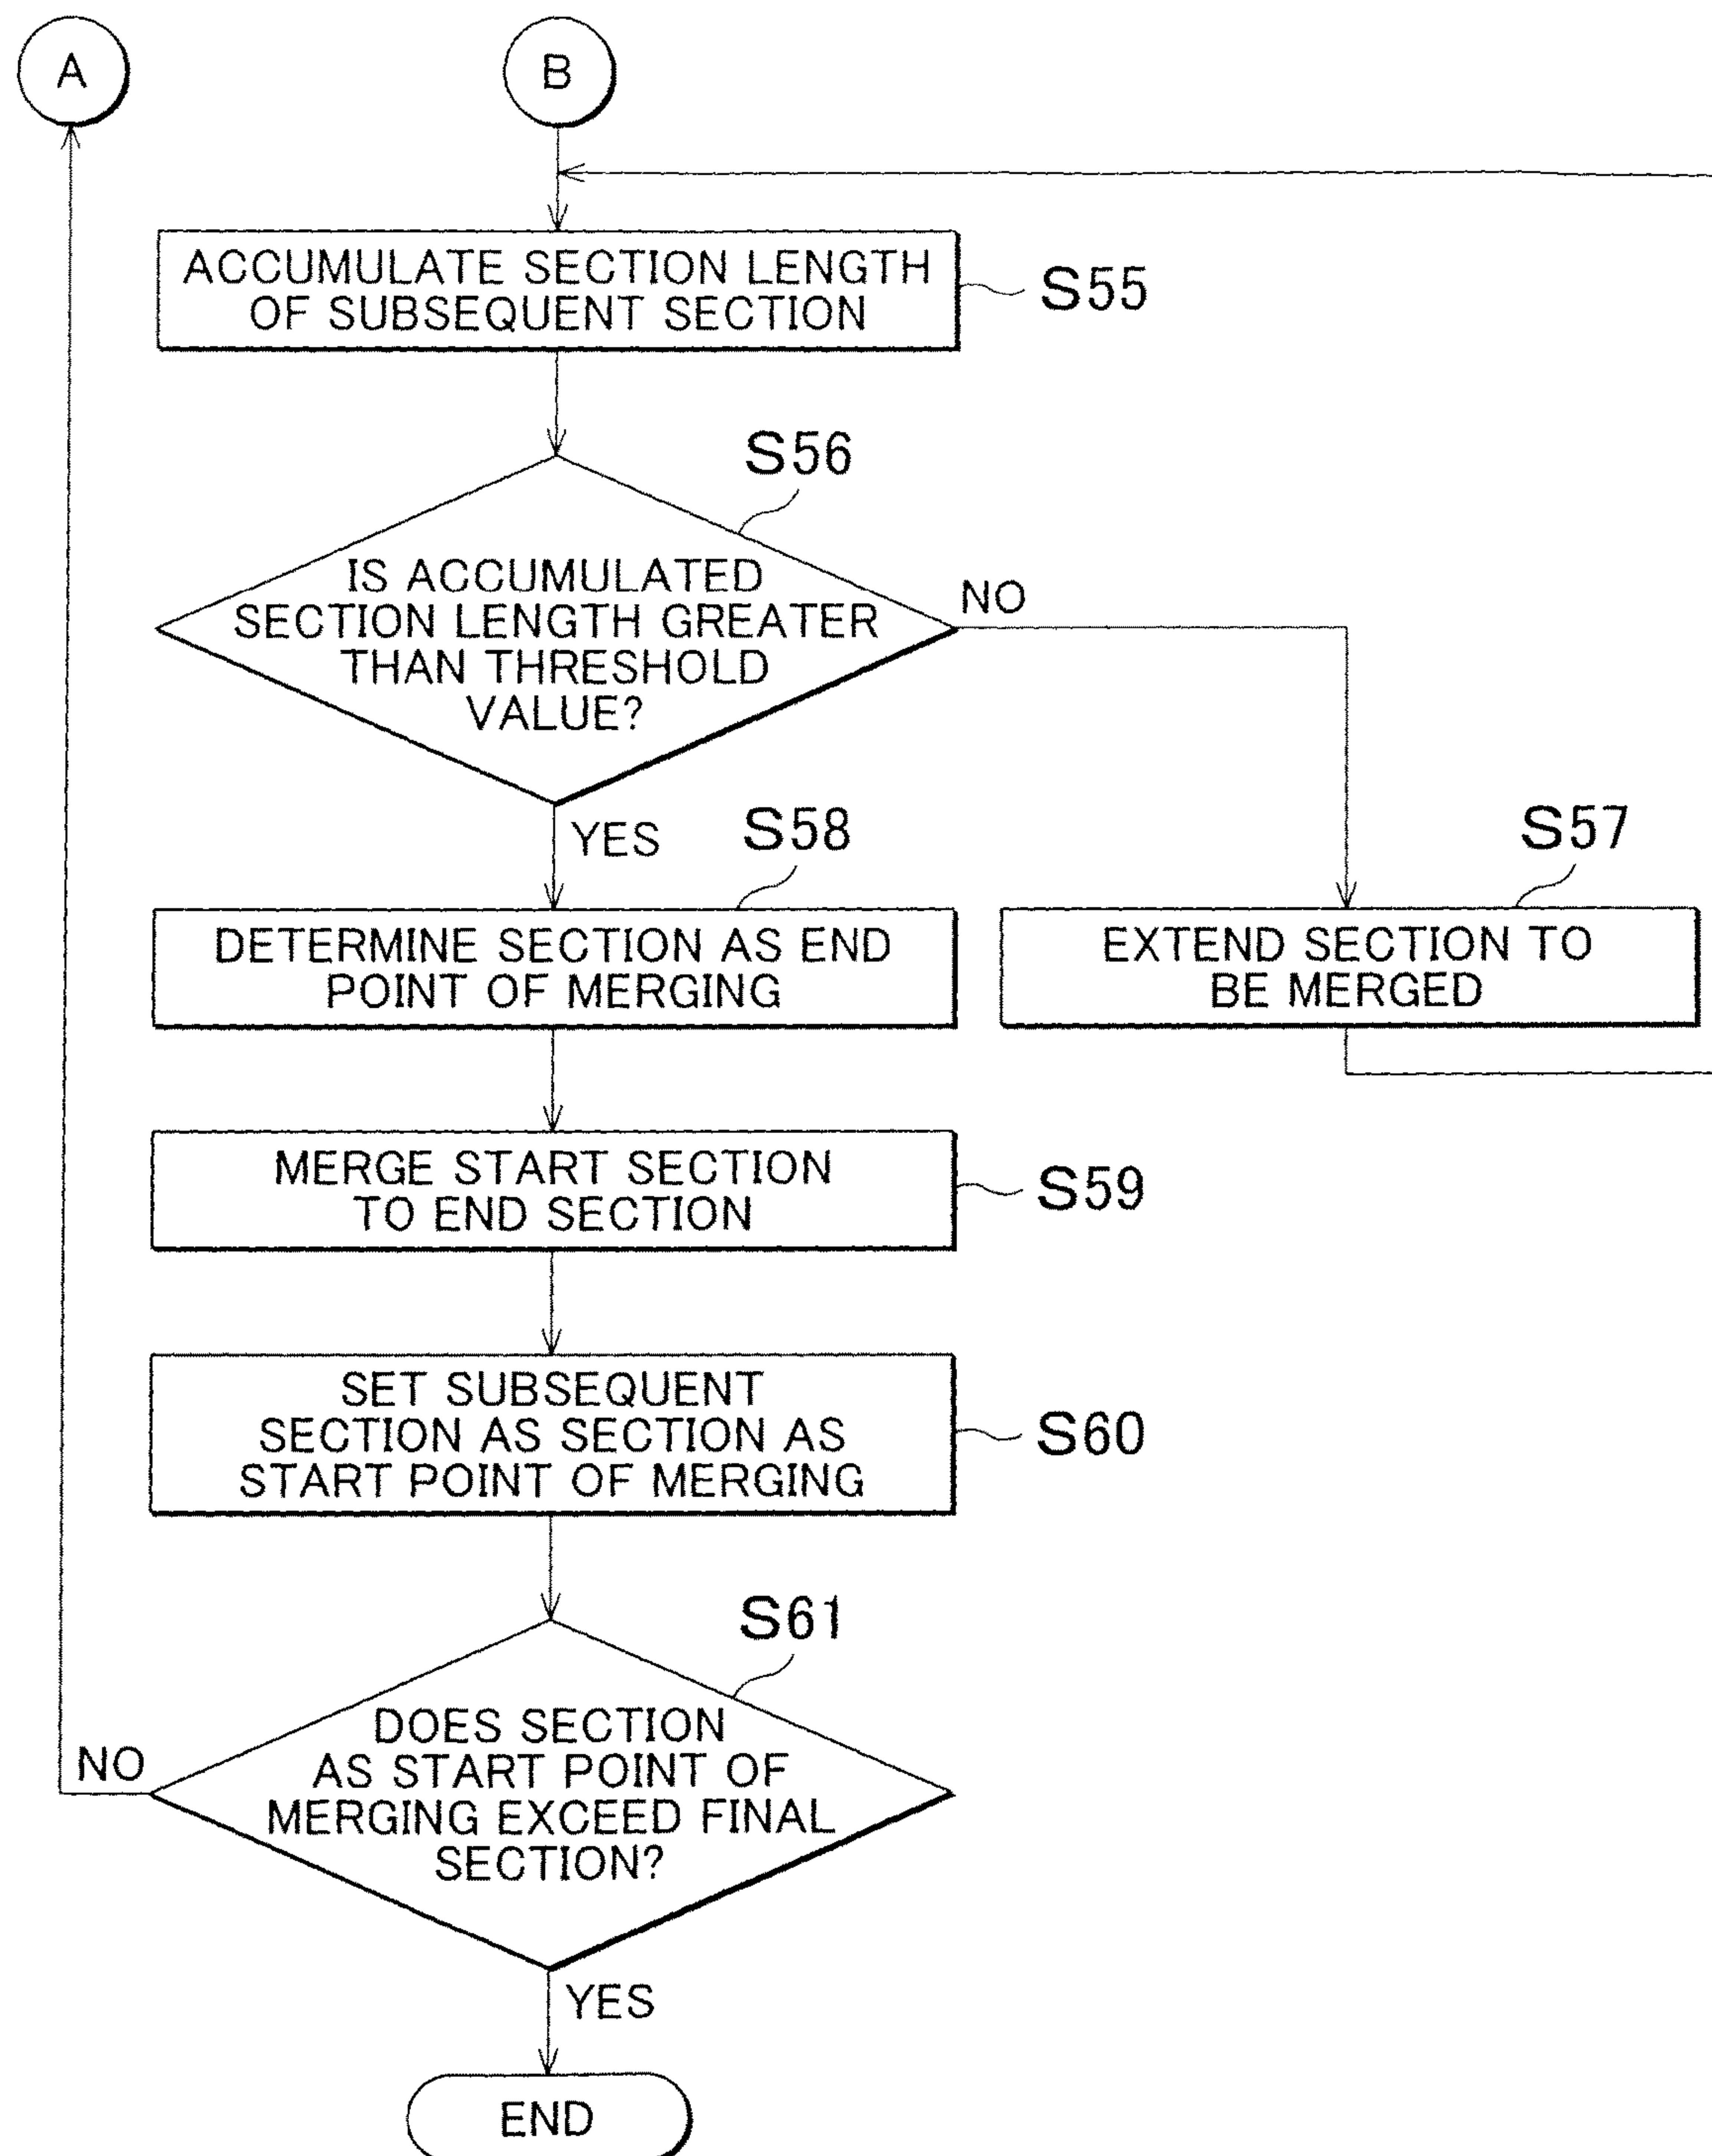 A
B
ACCUMULATE SECTION LENGTH
OF SUBSEQUENT SECTION
S55
S56
IS ACCUMULATED
SECTION LENGTH GREATER
THAN THRESHOLD
VALUE?
NO
YES
S58
S57
DETERMINE SECTION AS END
POINT OF MERGING
EXTEND SECTION TO
BE MERGED
MERGE START SECTION
TO END SECTION
S59
SET SUBSEQUENT
SECTION AS SECTION AS
START POINT OF MERGING
S60
S61
DOES SECTION
AS START POINT OF
MERGING EXCEED FINAL
SECTION?
NO
YES
END